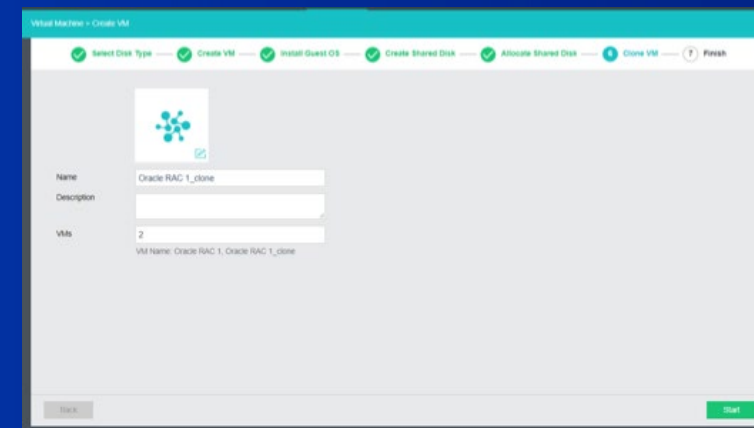 Virtual Machine > Create VM
Select Disk Type
Create VM
Install Guest OS
Create Shared Disk
Allocate Shared Disk
6 Clone VM
7 Finish
Name Oracle RAC 1_clone
Description
VMs 2
VM Name: Oracle RAC 1, Oracle RAC 1_clone
Back Start